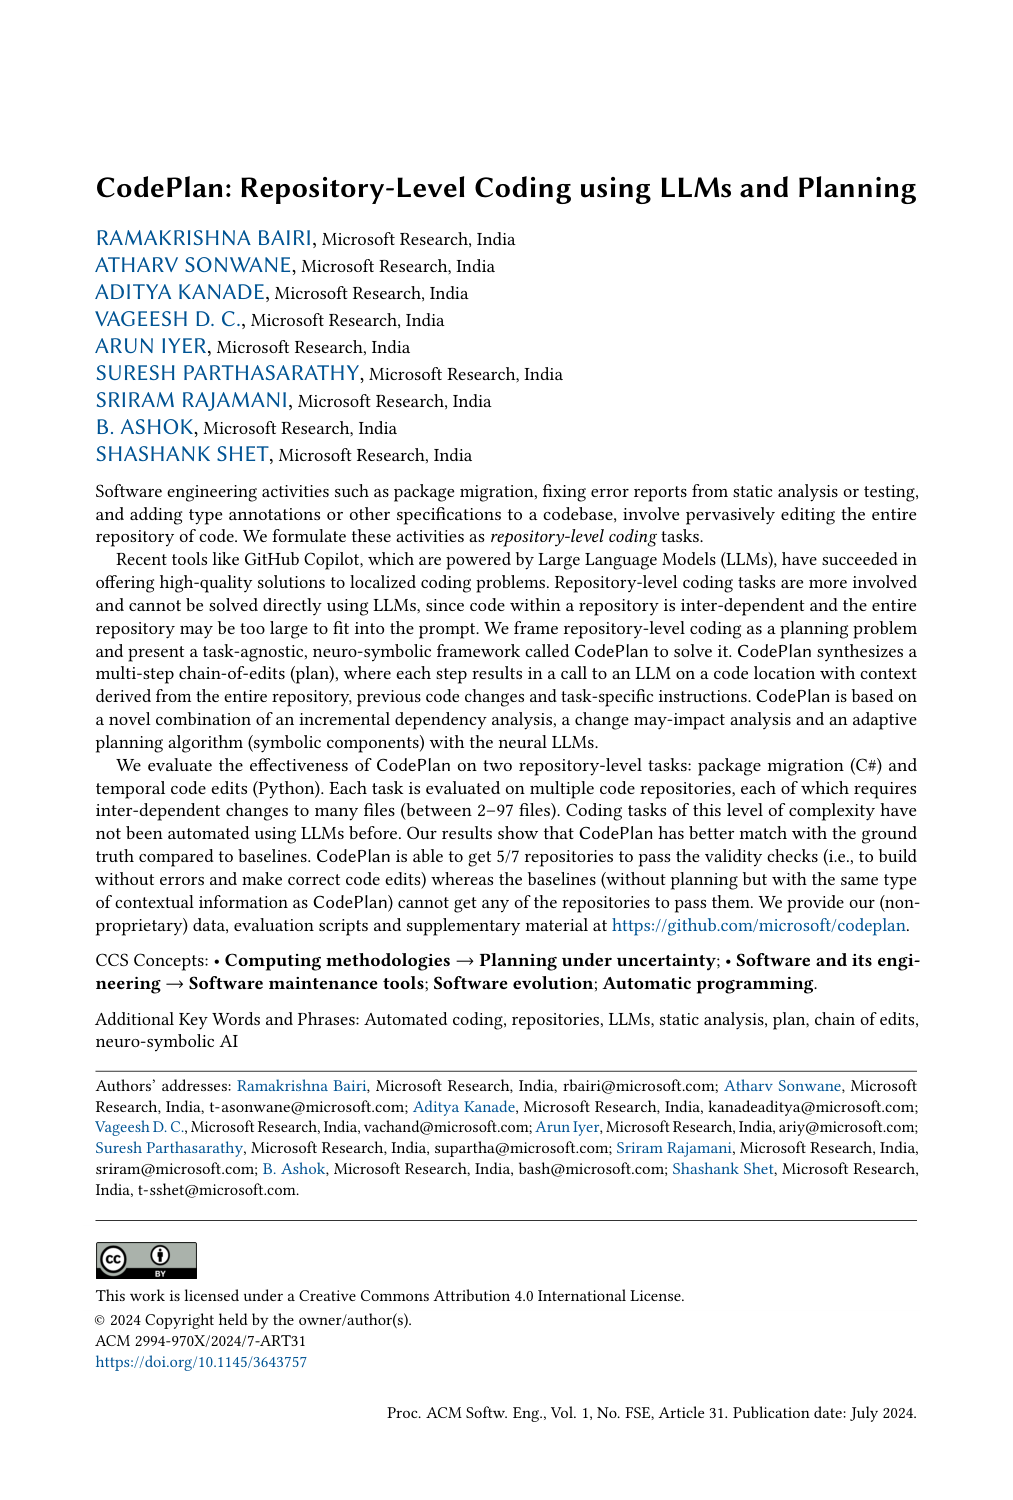 CodePlan: Repository-Level Coding using LLMs and Planning
RAMAKRISHNA BAIRI, Microsoft Research, India
ATHARV SONWANE, Microsoft Research, India
ADITYA KANADE, Microsoft Research, India
VAGEESH D. C., Microsoft Research, India
ARUN IYER, Microsoft Research, India
SURESH PARTHASARATHY, Microsoft Research, India
SRIRAM RAJAMANI, Microsoft Research, India
B. ASHOK, Microsoft Research, India
SHASHANK SHET, Microsoft Research, India
Software engineering activities such as package migration, fixing error reports from static analysis or testing,
and adding type annotations or other specifications to a codebase, involve pervasively editing the entire
repository of code. We formulate these activities as repository-level coding tasks.
Recent tools like GitHub Copilot, which are powered by Large Language Models (LLMs), have succeeded in
offering high-quality solutions to localized coding problems. Repository-level coding tasks are more involved
and cannot be solved directly using LLMs, since code within a repository is inter-dependent and the entire
repository may be too large to fit into the prompt. We frame repository-level coding as a planning problem
and present a task-agnostic, neuro-symbolic framework called CodePlan to solve it. CodePlan synthesizes a
multi-step chain-of-edits (plan), where each step results in a call to an LLM on a code location with context
derived from the entire repository, previous code changes and task-specific instructions. CodePlan is based on
a novel combination of an incremental dependency analysis, a change may-impact analysis and an adaptive
planning algorithm (symbolic components) with the neural LLMs.
We evaluate the effectiveness of CodePlan on two repository-level tasks: package migration (C#) and
temporal code edits (Python). Each task is evaluated on multiple code repositories, each of which requires
inter-dependent changes to many files (between 2–97 files). Coding tasks of this level of complexity have
not been automated using LLMs before. Our results show that CodePlan has better match with the ground
truth compared to baselines. CodePlan is able to get 5/7 repositories to pass the validity checks (i.e., to build
without errors and make correct code edits) whereas the baselines (without planning but with the same type
of contextual information as CodePlan) cannot get any of the repositories to pass them. We provide our (non-
proprietary) data, evaluation scripts and supplementary material at https://github.com/microsoft/codeplan.
CCS Concepts: • Computing methodologies → Planning under uncertainty; • Software and its engi-
neering → Software maintenance tools; Software evolution; Automatic programming.
Additional Key Words and Phrases: Automated coding, repositories, LLMs, static analysis, plan, chain of edits,
neuro-symbolic AI
Authors' addresses: Ramakrishna Bairi, Microsoft Research, India, rbairi@microsoft.com; Atharv Sonwane, Microsoft
Research, India, t-asonwane@microsoft.com; Aditya Kanade, Microsoft Research, India, kanadeaditya@microsoft.com;
Vageesh D. C., Microsoft Research, India, vachand@microsoft.com; Arun Iyer, Microsoft Research, India, ariy@microsoft.com;
Suresh Parthasarathy, Microsoft Research, India, supartha@microsoft.com; Sriram Rajamani, Microsoft Research, India,
sriram@microsoft.com; B. Ashok, Microsoft Research, India, bash@microsoft.com; Shashank Shet, Microsoft Research,
India, t-sshet@microsoft.com.
cc BY
This work is licensed under a Creative Commons Attribution 4.0 International License.
© 2024 Copyright held by the owner/author(s).
ACM 2994-970X/2024/7-ART31
https://doi.org/10.1145/3643757
Proc. ACM Softw. Eng., Vol. 1, No. FSE, Article 31. Publication date: July 2024.